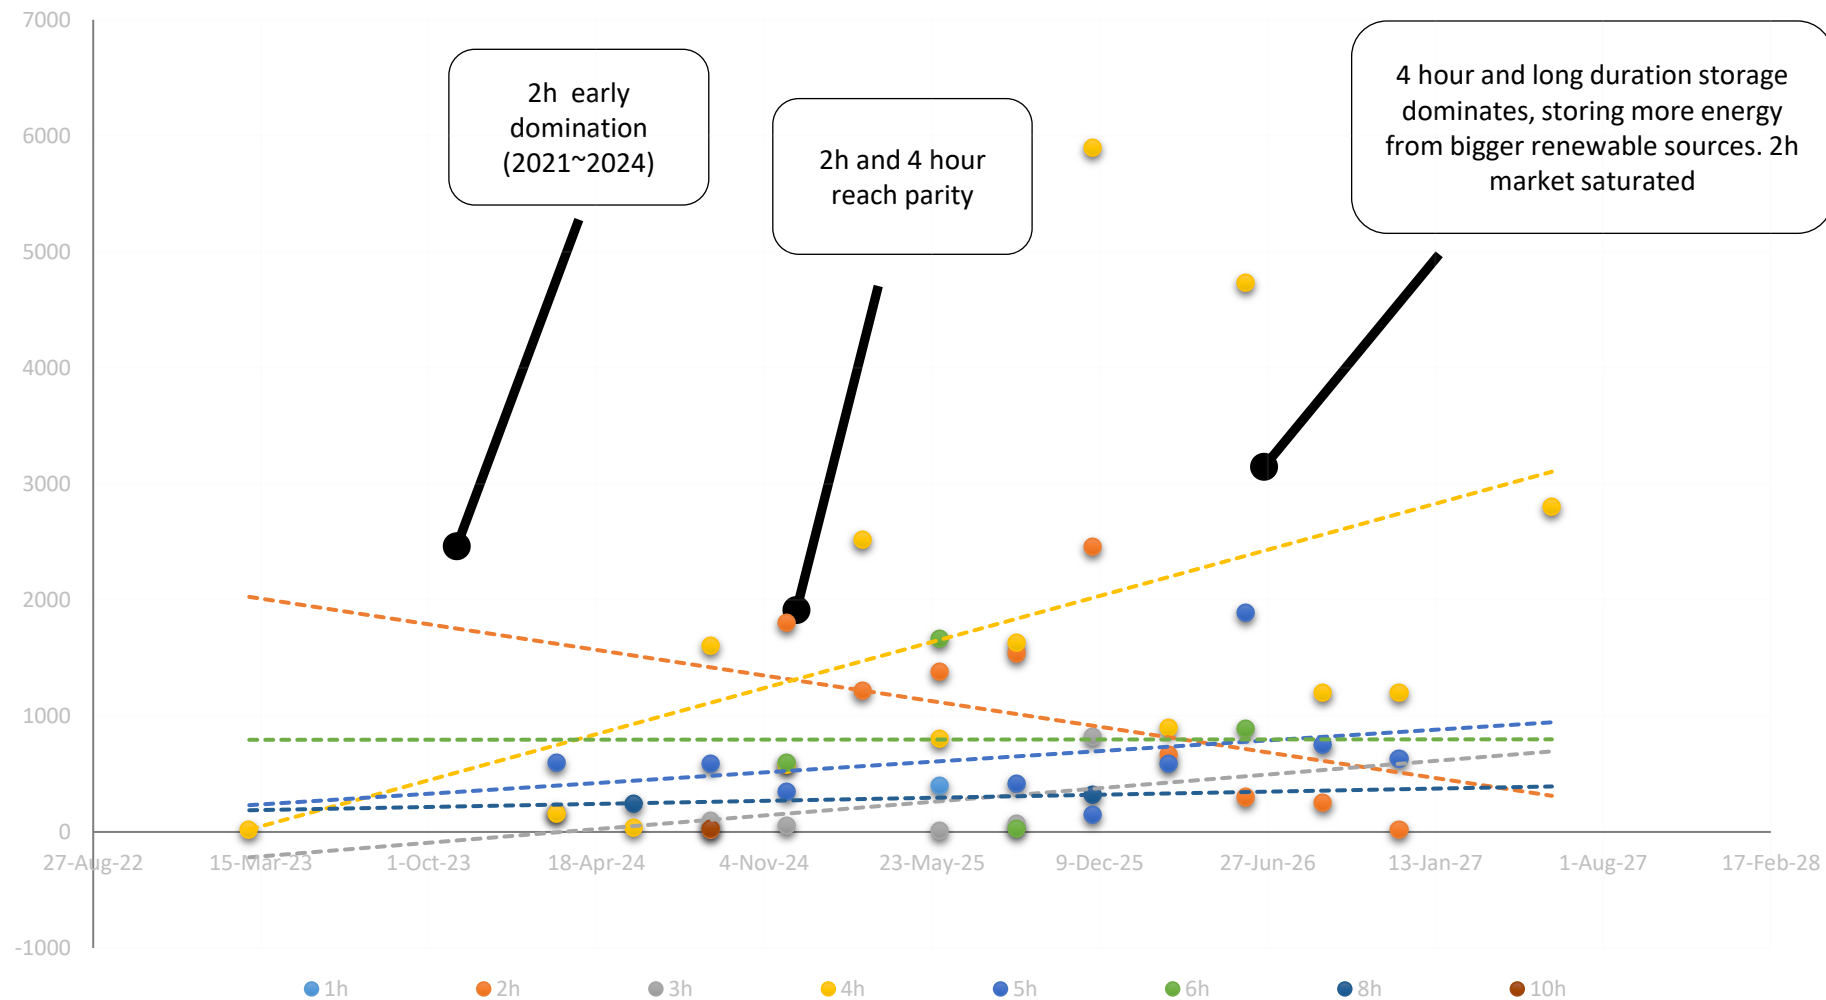 7000
6000
5000
4000
3000
2000
1000
0
-1000
2h early
domination
(2021~2024)
2h and 4 hour
reach parity
4 hour and long duration storage
dominates, storing more energy
from bigger renewable sources. 2h
market saturated
27-Aug-22 15-Mar-23 1-Oct-23 18-Apr-24 4-Nov-24 23-May-25 9-Dec-25 27-Jun-26 13-Jan-27 1-Aug-27 17-Feb-28
1h 2h 3h 4h 5h 6h 8h 10h